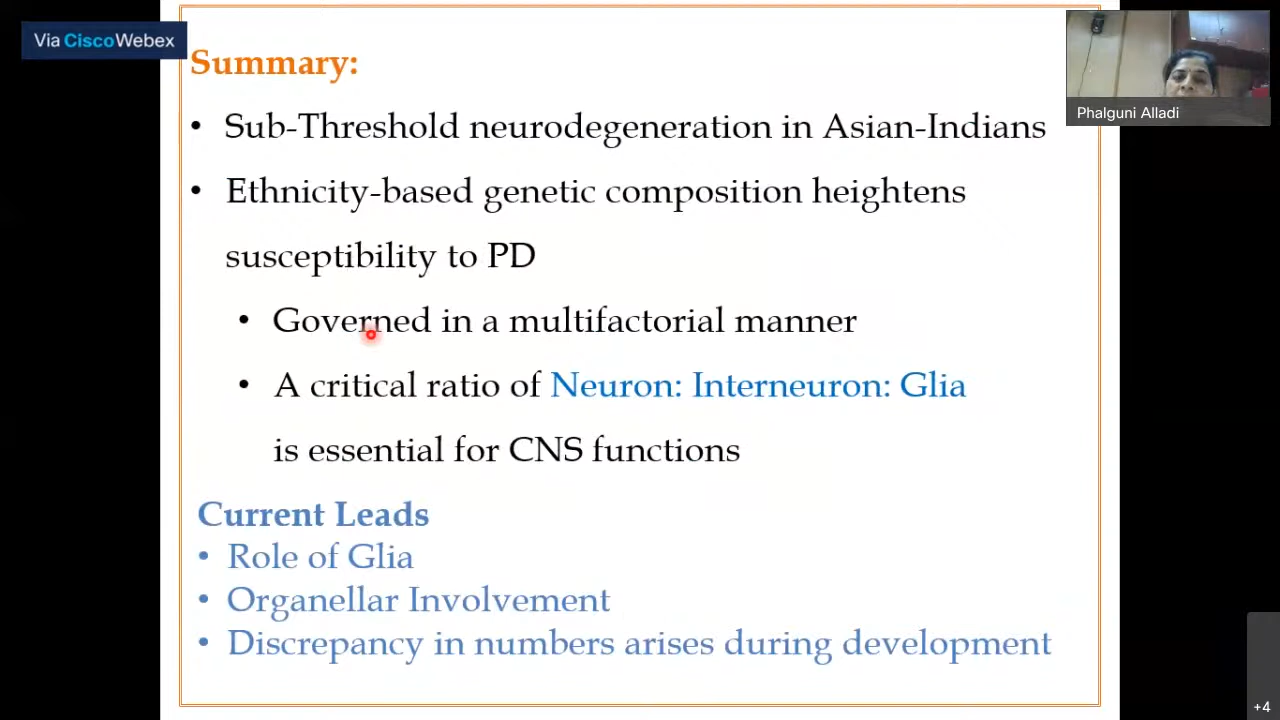 Via Cisco Webex
Summary:
• Sub-Threshold neurodegeneration in Asian-Indians
• Ethnicity-based genetic composition heightens
susceptibility to PD
• Governed in a multifactorial manner
• A critical ratio of Neuron: Interneuron: Glia
is essential for CNS functions
Current Leads
• Role of Glia
• Organellar Involvement
• Discrepancy in numbers arises during development
Phalguni Alladi
+4